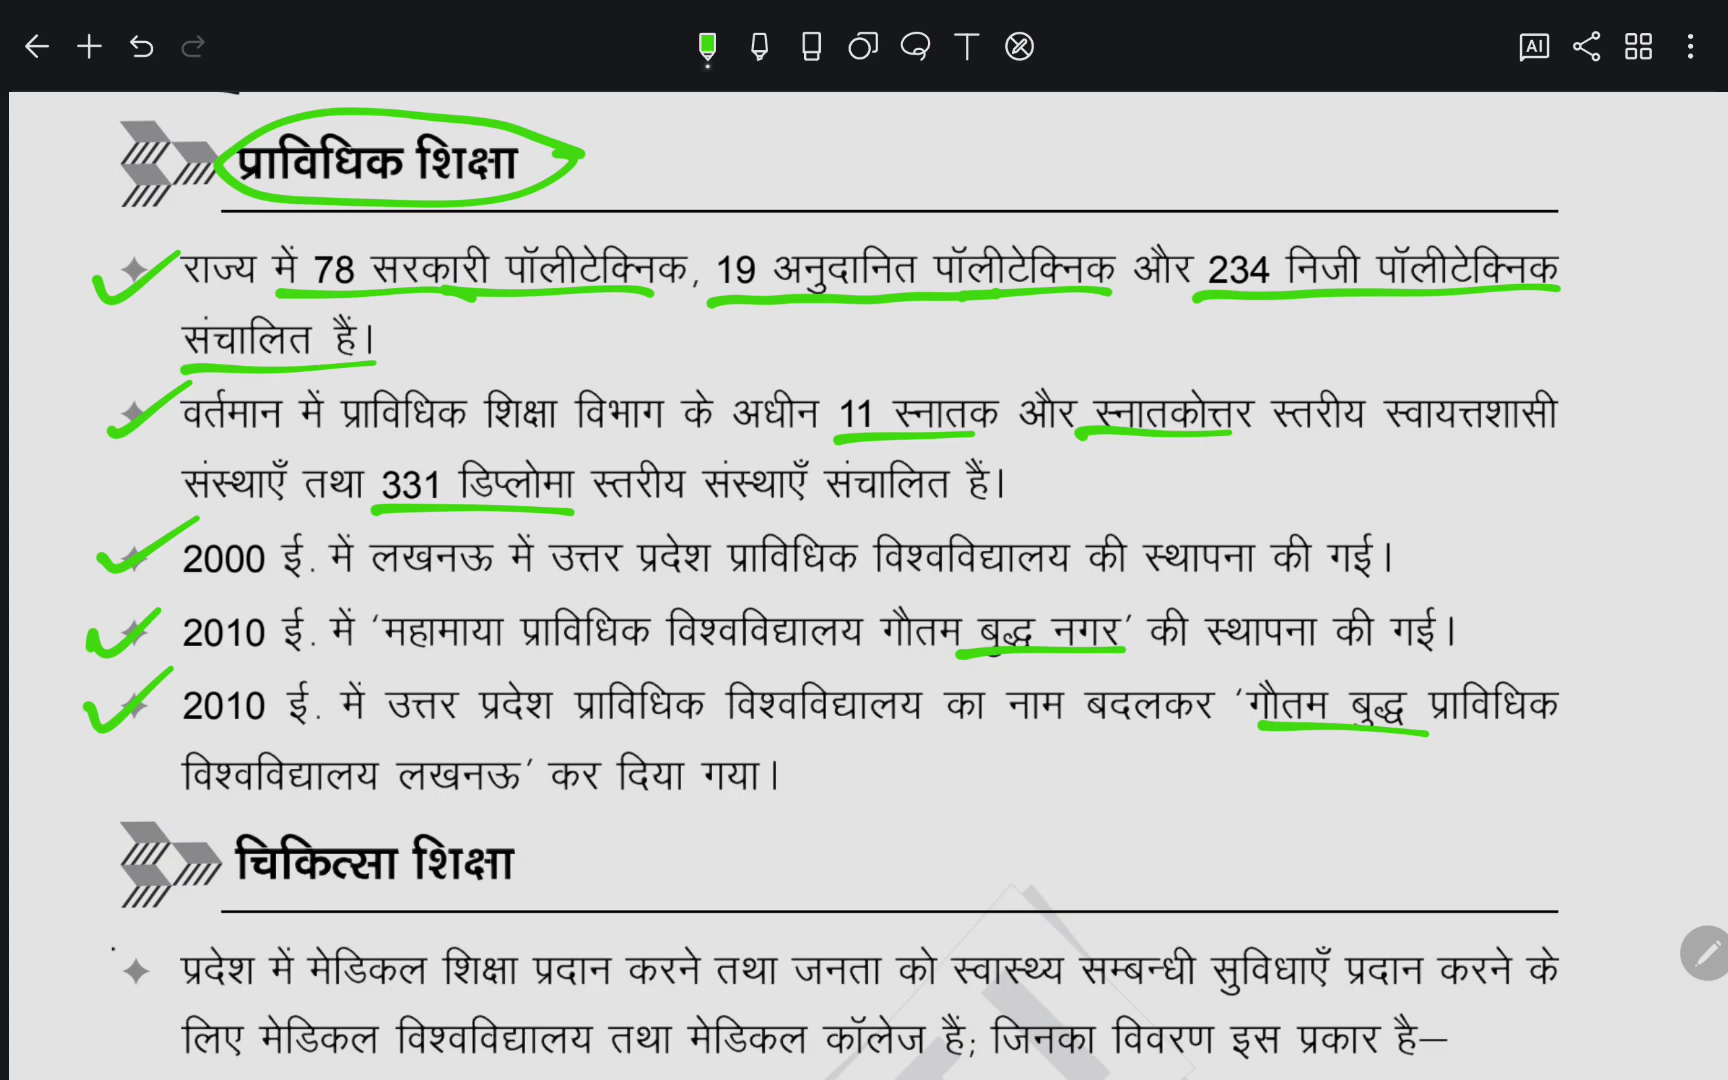 AI
प्राविधिक शिक्षा
राज्य में 78 सरकारी पॉलीटेक्निक, 19 अनुदानित पॉलीटेक्निक और 234 निजी पॉलीटेक्निक
संचालित हैं।
वर्तमान में प्राविधिक शिक्षा विभाग के अधीन 11 स्नातक और स्नातकोत्तर स्तरीय स्वायत्तशासी
संस्थाएँ तथा 331 डिप्लोमा स्तरीय संस्थाएँ संचालित हैं।
2000 ई. में लखनऊ में उत्तर प्रदेश प्राविधिक विश्वविद्यालय की स्थापना की गई।
2010 ई. में ‘महामाया प्राविधिक विश्वविद्यालय गौतम बुद्ध नगर’ की स्थापना की गई।
2010 ई. में उत्तर प्रदेश प्राविधिक विश्वविद्यालय का नाम बदलकर ‘गौतम बुद्ध प्राविधिक
विश्वविद्यालय लखनऊ’ कर दिया गया।
चिकित्सा शिक्षा
प्रदेश में मेडिकल शिक्षा प्रदान करने तथा जनता को स्वास्थ्य सम्बन्धी सुविधाएँ प्रदान करने के
लिए मेडिकल विश्वविद्यालय तथा मेडिकल कॉलेज हैं; जिनका विवरण इस प्रकार है–